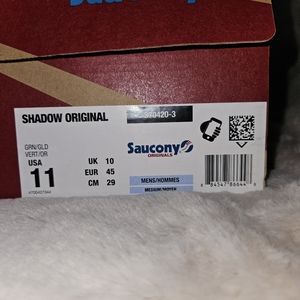 Saucony
SHADOW ORIGINAL
S70420-3
GRN/GLD
VERT/OR
USA
11
UK 10
EUR 45
CM 29
Saucony
ORIGINALS
MENS/HOMMES
MEDIUM/MOYEN